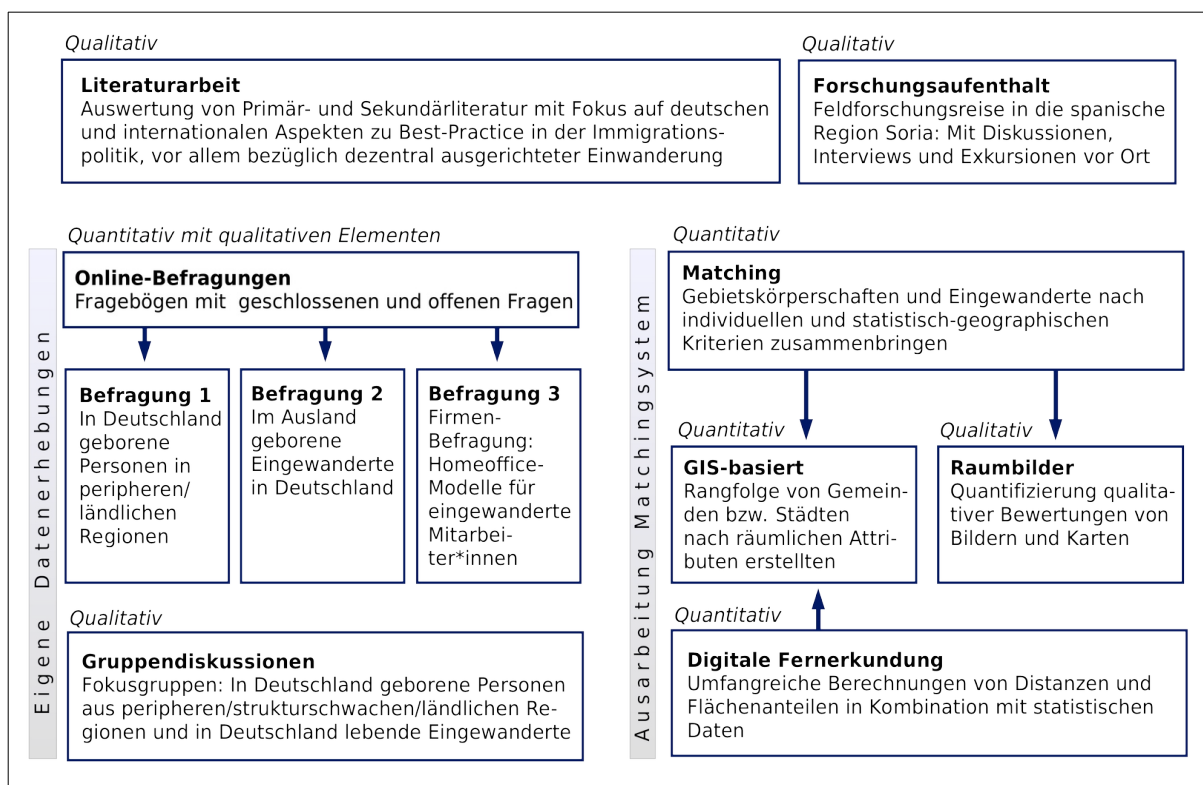 Qualitativ
Literaturarbeit
Auswertung von Primär- und Sekundärliteratur mit Fokus auf deutschen
und internationalen Aspekten zu Best-Practice in der Immigrations-
politik, vor allem bezüglich dezentral ausgerichteter Einwanderung
Qualitativ
Forschungsaufenthalt
Feldforschungsreise in die spanische
Region Soria: Mit Diskussionen,
Interviews und Exkursionen vor Ort
Eigene Datenerhebungen
Quantitativ mit qualitativen Elementen
Online-Befragungen
Fragebögen mit geschlossenen und offenen Fragen
Befragung 1
In Deutschland
geborene
Personen in
peripheren/
ländlichen
Regionen
Befragung 2
Im Ausland
geborene
Eingewanderte
in Deutschland
Befragung 3
Firmen-
Befragung:
Homeoffice-
Modelle für
eingewanderte
Mitarbei-
ter*innen
Qualitativ
Gruppendiskussionen
Fokusgruppen: In Deutschland geborene Personen
aus peripheren/strukturschwachen/ländlichen Re-
gionen und in Deutschland lebende Eingewanderte
Ausarbeitung Matchingsystem
Quantitativ
Matching
Gebietskörperschaften und Eingewanderte nach
individuellen und statistisch-geographischen
Kriterien zusammenbringen
Quantitativ
GIS-basiert
Rangfolge von Gemein-
den bzw. Städten
nach räumlichen Attri-
buten erstellten
Qualitativ
Raumbilder
Quantifizierung qualita-
tiver Bewertungen von
Bildern und Karten
Quantitativ
Digitale Fernerkundung
Umfangreiche Berechnungen von Distanzen und
Flächenanteilen in Kombination mit statistischen
Daten